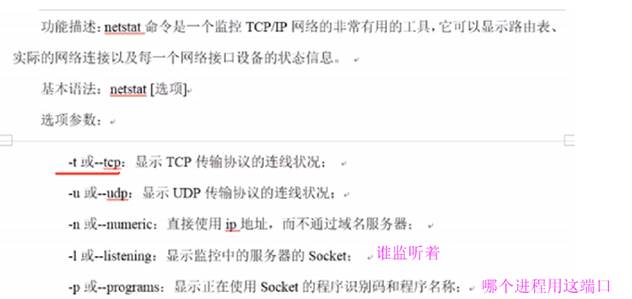 功能描述：netstat 命令是一个监控 TCP/IP 网络的非常有用的工具，它可以显示路由表、
实际的网络连接以及每一个网络接口设备的状态信息。
基本语法：netstat [选项]
选项参数：
-t 或--tcp：显示 TCP 传输协议的连线状况；
-u 或--udp：显示 UDP 传输协议的连线状况；
-n 或--numeric：直接使用 ip 地址，而不通过域名服务器；
-l 或--listening：显示监控中的服务器的 Socket； 谁监听着
-p 或--programs：显示正在使用 Socket 的程序识别码和程序名称； 哪个进程用这端口